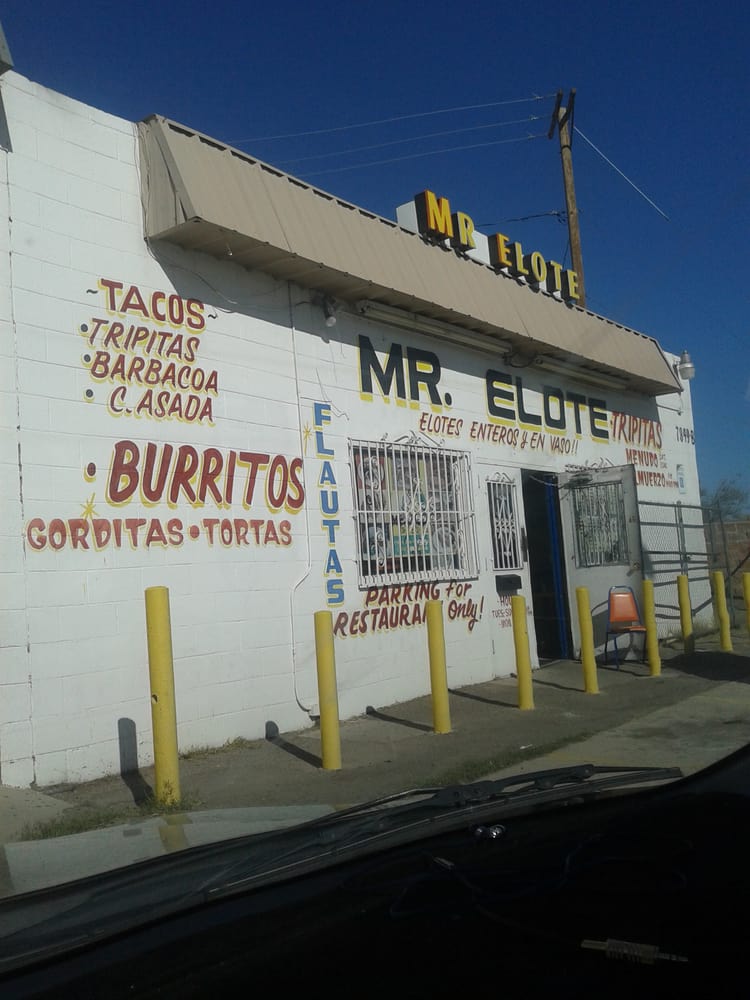 MR ELOTE
~TACOS~
•TRIPITAS
•BARBACOA
• C.ASADA
• BURRITOS
GORDITAS • TORTAS
FLAUTAS
MR. ELOTE
ELOTES ENTEROS y EN VASO!!
PARKING For
RESTAURANT Only!
TRIPITAS
MENUDO
ALMUERZO